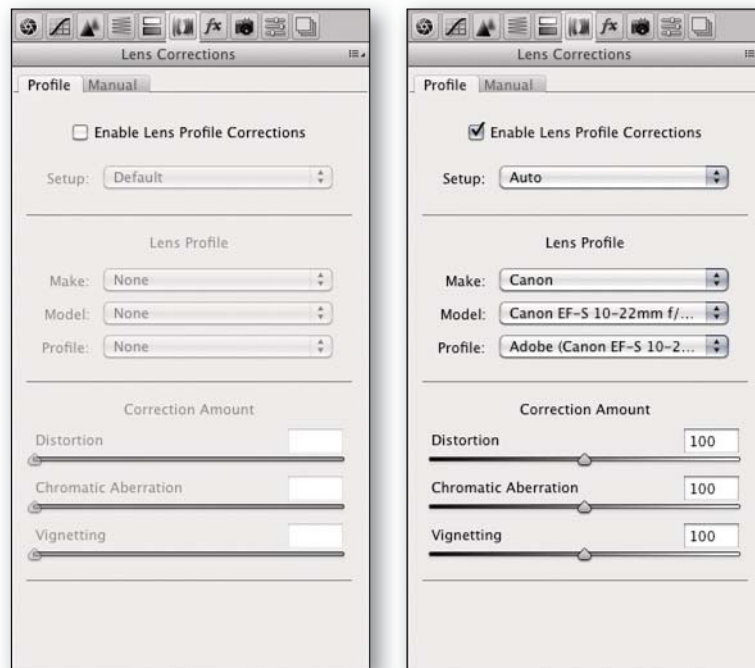 fx
Lens Corrections
Profile Manual
Enable Lens Profile Corrections
Setup: Default
Lens Profile
Make: None
Model: None
Profile: None
Correction Amount
Distortion
Chromatic Aberration
Vignetting
fx
Lens Corrections
Profile Manual
Enable Lens Profile Corrections
Setup: Auto
Lens Profile
Make: Canon
Model: Canon EF-S 10-22mm f/...
Profile: Adobe (Canon EF-S 10-2...
Correction Amount
Distortion 100
Chromatic Aberration 100
Vignetting 100